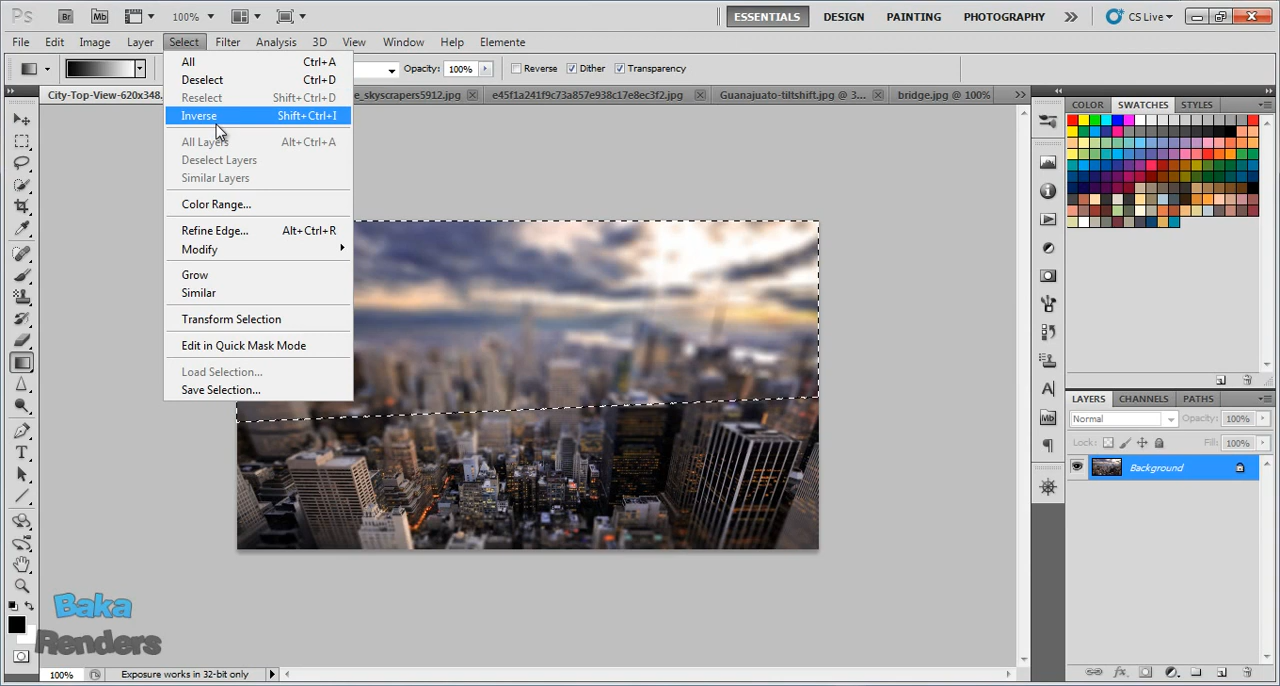 Ps Br Mb 100% ESSENTIALS DESIGN PAINTING PHOTOGRAPHY CS Live
File Edit Image Layer Select Filter Analysis 3D View Window Help Elemente
Opacity: 100% Reverse Dither Transparency
City-Top-View-620x348. e_skyscrapers5912.jpg e45f1a241f9c73a857e938c17e8ec3f2.jpg Guanajuato-tiltshift.jpg @ 3... bridge.jpg @ 100%
All Ctrl+A
Deselect Ctrl+D
Reselect Shift+Ctrl+D
Inverse Shift+Ctrl+I
All Layers Alt+Ctrl+A
Deselect Layers
Similar Layers
Color Range...
Refine Edge... Alt+Ctrl+R
Modify
Grow
Similar
Transform Selection
Edit in Quick Mask Mode
Load Selection...
Save Selection...
COLOR SWATCHES STYLES
LAYERS CHANNELS PATHS
Normal Opacity: 100%
Lock: Fill: 100%
Background
Mb
Baka
Renders
100% Exposure works in 32-bit only